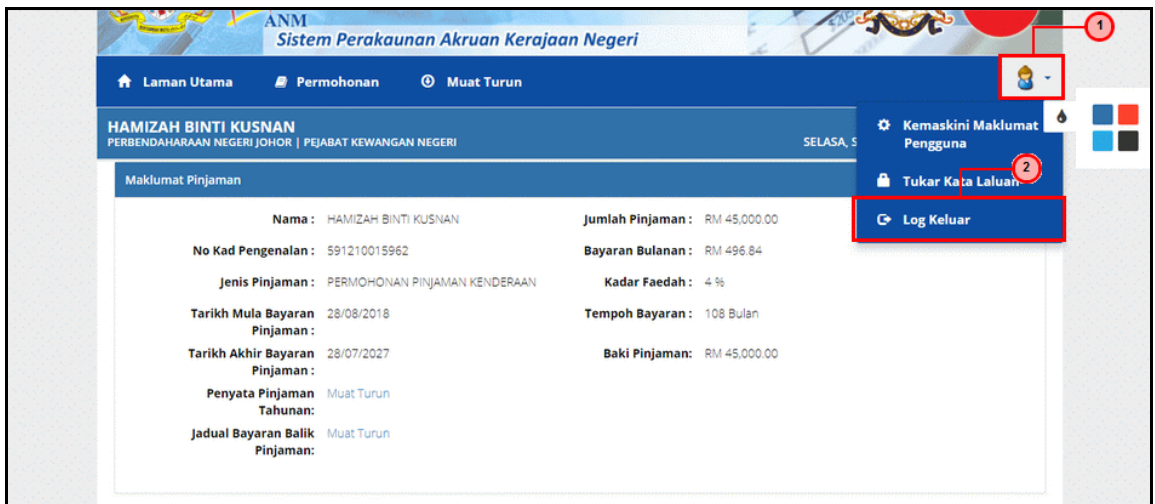 ANM
Sistem Perakaunan Akruan Kerajaan Negeri
1
Laman Utama Permohonan Muat Turun
HAMIZAH BINTI KUSNAN
PERBENDAHARAAN NEGERI JOHOR | PEJABAT KEWANGAN NEGERI
SELASA, S
Kemaskini Maklumat
Pengguna
2
Tukar Kata Laluan
Log Keluar
Maklumat Pinjaman
Nama : HAMIZAH BINTI KUSNAN
Jumlah Pinjaman : RM 45,000.00
No Kad Pengenalan : 591210015962
Bayaran Bulanan : RM 496.84
Jenis Pinjaman : PERMOHONAN PINJAMAN KENDERAAN
Kadar Faedah : 4 %
Tarikh Mula Bayaran 28/08/2018
Pinjaman :
Tempoh Bayaran : 108 Bulan
Tarikh Akhir Bayaran 28/07/2027
Pinjaman :
Baki Pinjaman: RM 45,000.00
Penyata Pinjaman Muat Turun
Tahunan:
Jadual Bayaran Balik Muat Turun
Pinjaman: